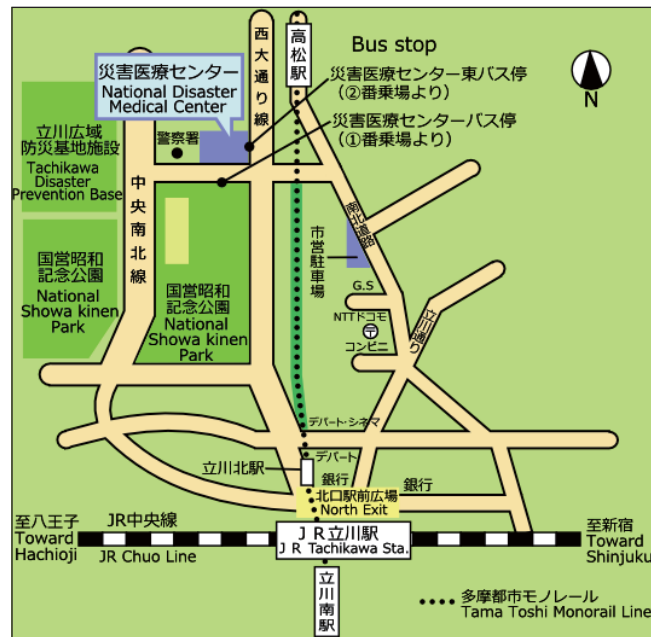 西大通り線
高松駅
Bus stop
災害医療センター
National Disaster
Medical Center
災害医療センター東バス停
(②番乗場より)
災害医療センターバス停
(①番乗場より)
N
立川広域
防災基地施設
Tachikawa
Disaster
Prevention Base
警察署
中央南北線
南北道路
市営駐車場
国営昭和
記念公園
National
Showa kinen
Park
国営昭和
記念公園
National
Showa kinen
Park
G.S
NTTドコモ
〒
コンビニ
立川通り
デパート・シネマ
デパート
立川北駅
銀行
銀行
北口駅前広場
North Exit
至八王子
Toward
Hachioji
JR中央線
JR Chuo Line
JR立川駅
JR Tachikawa Sta.
至新宿
Toward
Shinjuku
立川南駅
多摩都市モノレール
Tama Toshi Monorail Line